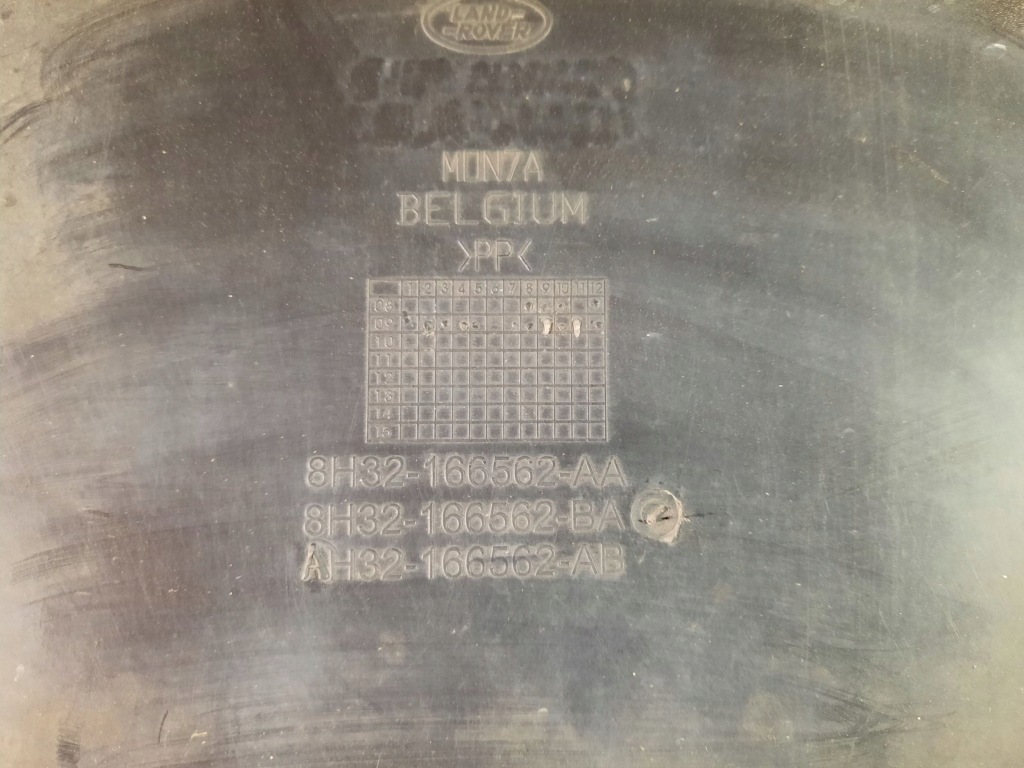 LAND-
ROVER
MONZA
BELGIUM
>PP<
1 2 3 4 5 6 7 8 9 10 11 12
08
09
10
11
12
13
14
15
8H32-166562-AA
8H32-166562-BA
AH32-166562-AB